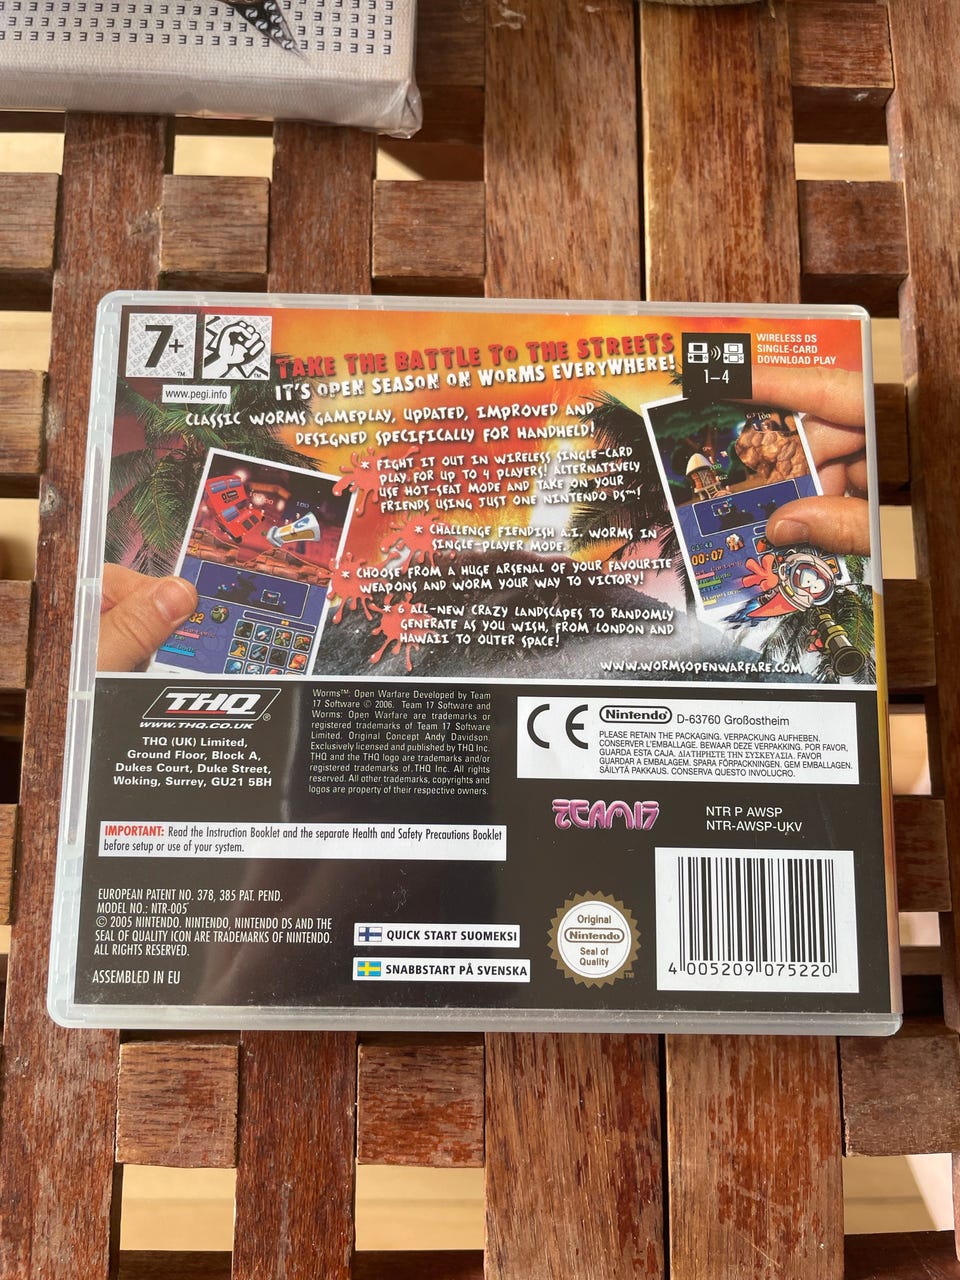 7+
www.pegi.info
TAKE THE BATTLE TO THE STREETS
IT'S OPEN SEASON ON WORMS EVERYWHERE!
1–4
WIRELESS DS
SINGLE-CARD
DOWNLOAD PLAY
CLASSIC WORMS GAMEPLAY, UPDATED, IMPROVED AND
DESIGNED SPECIFICALLY FOR HANDHELD!
* FIGHT IT OUT IN WIRELESS SINGLE-CARD
PLAY FOR UP TO 4 PLAYERS! ALTERNATIVELY
USE HOT-SEAT MODE AND TAKE ON YOUR
FRIENDS USING JUST ONE NINTENDO DS™!
* CHALLENGE FIENDISH A.I. WORMS IN
SINGLE-PLAYER MODE.
* CHOOSE FROM A HUGE ARSENAL OF YOUR FAVOURITE
WEAPONS AND WORM YOUR WAY TO VICTORY!
* 6 ALL-NEW CRAZY LANDSCAPES TO RANDOMLY
GENERATE AS YOU WISH, FROM LONDON AND
HAWAII TO OUTER SPACE!
00:07
WWW.WORMSOPENWARFARE.COM
THQ®
WWW.THQ.CO.UK
THQ (UK) Limited,
Ground Floor, Block A,
Dukes Court, Duke Street,
Woking, Surrey, GU21 5BH
Worms™: Open Warfare Developed by Team
17 Software © 2006. Team 17 Software and
Worms: Open Warfare are trademarks or
registered trademarks of Team 17 Software
Limited. Original Concept Andy Davidson.
Exclusively licensed and published by THQ Inc.
THQ and the THQ logo are trademarks and/or
registered trademarks of THQ Inc. All rights
reserved. All other trademarks, copyrights and
logos are property of their respective owners.
CE Nintendo® D-63760 Großostheim
PLEASE RETAIN THE PACKAGING. VERPACKUNG AUFHEBEN.
CONSERVER L'EMBALLAGE. BEWAAR DEZE VERPAKKING. POR FAVOR,
GUARDA ESTA CAJA. ΔΙΑΤΗΡΗΣΤΕ ΤΗΝ ΣΥΣΚΕΥΑΣΙΑ. FAVOR
GUARDAR A EMBALAGEM. SPARA FÖRPACKNINGEN. GEM EMBALLAGEN.
SÄILYTÄ PAKKAUS. CONSERVA QUESTO INVOLUCRO.
TEAM17
NTR P AWSP
NTR-AWSP-UKV
IMPORTANT: Read the Instruction Booklet and the separate Health and Safety Precautions Booklet
before setup or use of your system.
EUROPEAN PATENT NO. 378, 385 PAT. PEND.
MODEL NO.: NTR-005
© 2005 NINTENDO. NINTENDO, NINTENDO DS AND THE
SEAL OF QUALITY ICON ARE TRADEMARKS OF NINTENDO.
ALL RIGHTS RESERVED.
ASSEMBLED IN EU
QUICK START SUOMEKSI
SNABBSTART PÅ SVENSKA
Original
Nintendo
Seal of
Quality
TM
4 005209 075220